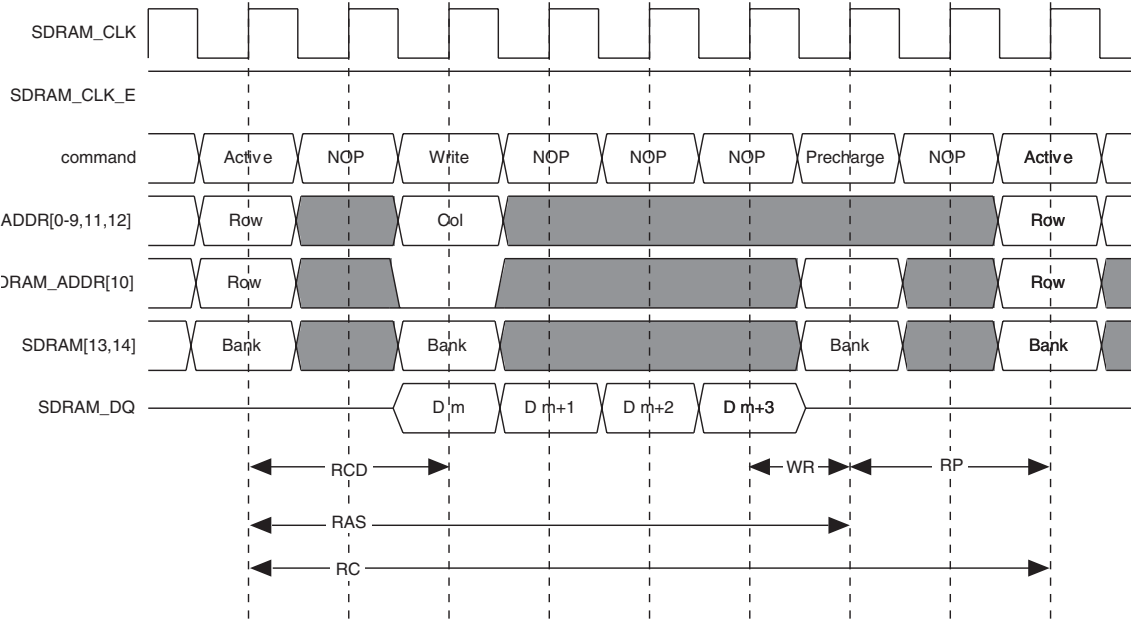 SDRAM_CLK
SDRAM_CLK_E
command Active NOP Write NOP NOP NOP Precharge NOP Active
ADDR[0-9,11,12] Row Col Row
DRAM_ADDR[10] Row Row
SDRAM[13,14] Bank Bank Bank Bank
SDRAM_DQ D m D m+1 D m+2 D m+3
RCD WR RP
RAS
RC